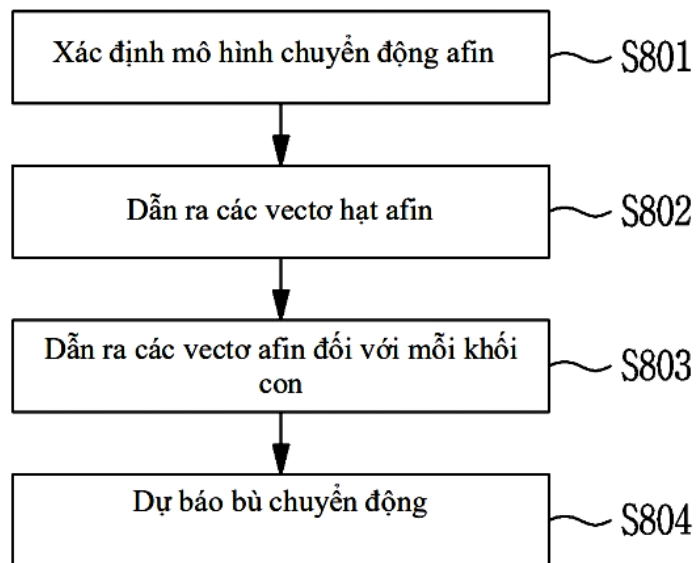 Xác định mô hình chuyển động afin
S801
Dẫn ra các vectơ hạt afin
S802
Dẫn ra các vectơ afin đối với mỗi khối
con
S803
Dự báo bù chuyển động
S804